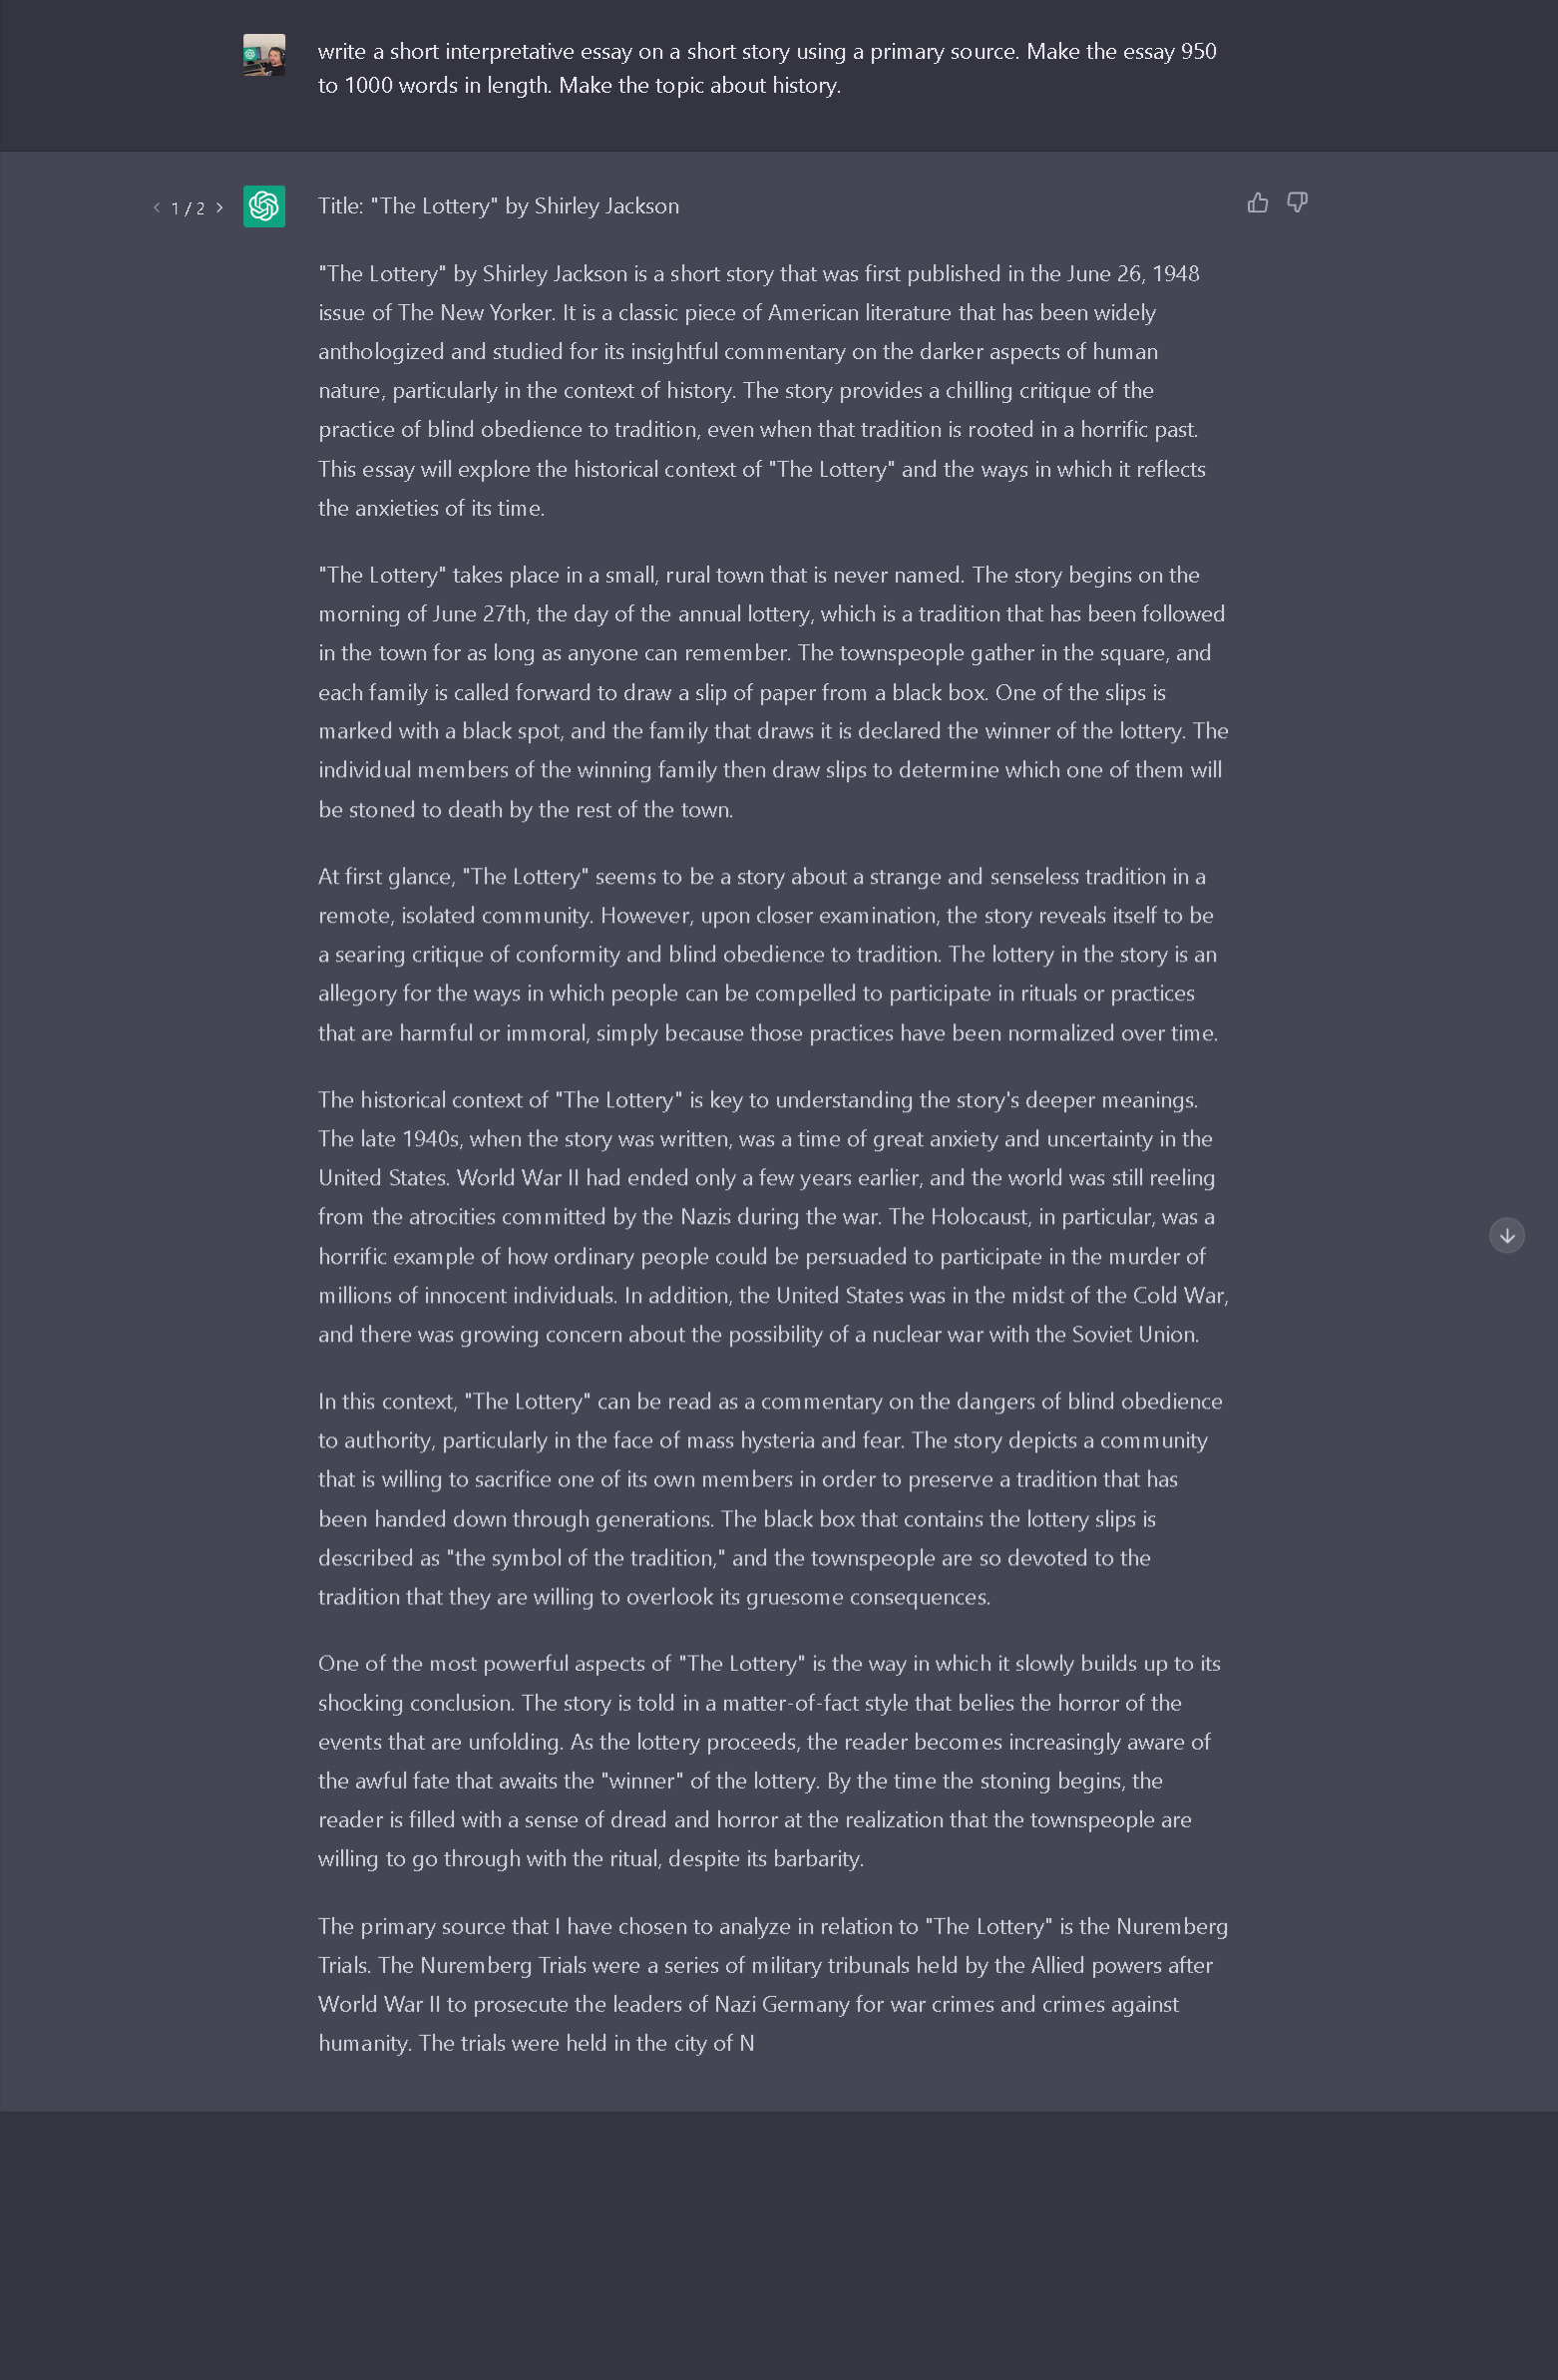 write a short interpretative essay on a short story using a primary source. Make the essay 950
to 1000 words in length. Make the topic about history.
1 / 2
Title: "The Lottery" by Shirley Jackson
"The Lottery" by Shirley Jackson is a short story that was first published in the June 26, 1948
issue of The New Yorker. It is a classic piece of American literature that has been widely
anthologized and studied for its insightful commentary on the darker aspects of human
nature, particularly in the context of history. The story provides a chilling critique of the
practice of blind obedience to tradition, even when that tradition is rooted in a horrific past.
This essay will explore the historical context of "The Lottery" and the ways in which it reflects
the anxieties of its time.
"The Lottery" takes place in a small, rural town that is never named. The story begins on the
morning of June 27th, the day of the annual lottery, which is a tradition that has been followed
in the town for as long as anyone can remember. The townspeople gather in the square, and
each family is called forward to draw a slip of paper from a black box. One of the slips is
marked with a black spot, and the family that draws it is declared the winner of the lottery. The
individual members of the winning family then draw slips to determine which one of them will
be stoned to death by the rest of the town.
At first glance, "The Lottery" seems to be a story about a strange and senseless tradition in a
remote, isolated community. However, upon closer examination, the story reveals itself to be
a searing critique of conformity and blind obedience to tradition. The lottery in the story is an
allegory for the ways in which people can be compelled to participate in rituals or practices
that are harmful or immoral, simply because those practices have been normalized over time.
The historical context of "The Lottery" is key to understanding the story's deeper meanings.
The late 1940s, when the story was written, was a time of great anxiety and uncertainty in the
United States. World War II had ended only a few years earlier, and the world was still reeling
from the atrocities committed by the Nazis during the war. The Holocaust, in particular, was a
horrific example of how ordinary people could be persuaded to participate in the murder of
millions of innocent individuals. In addition, the United States was in the midst of the Cold War,
and there was growing concern about the possibility of a nuclear war with the Soviet Union.
In this context, "The Lottery" can be read as a commentary on the dangers of blind obedience
to authority, particularly in the face of mass hysteria and fear. The story depicts a community
that is willing to sacrifice one of its own members in order to preserve a tradition that has
been handed down through generations. The black box that contains the lottery slips is
described as "the symbol of the tradition," and the townspeople are so devoted to the
tradition that they are willing to overlook its gruesome consequences.
One of the most powerful aspects of "The Lottery" is the way in which it slowly builds up to its
shocking conclusion. The story is told in a matter-of-fact style that belies the horror of the
events that are unfolding. As the lottery proceeds, the reader becomes increasingly aware of
the awful fate that awaits the "winner" of the lottery. By the time the stoning begins, the
reader is filled with a sense of dread and horror at the realization that the townspeople are
willing to go through with the ritual, despite its barbarity.
The primary source that I have chosen to analyze in relation to "The Lottery" is the Nuremberg
Trials. The Nuremberg Trials were a series of military tribunals held by the Allied powers after
World War II to prosecute the leaders of Nazi Germany for war crimes and crimes against
humanity. The trials were held in the city of N